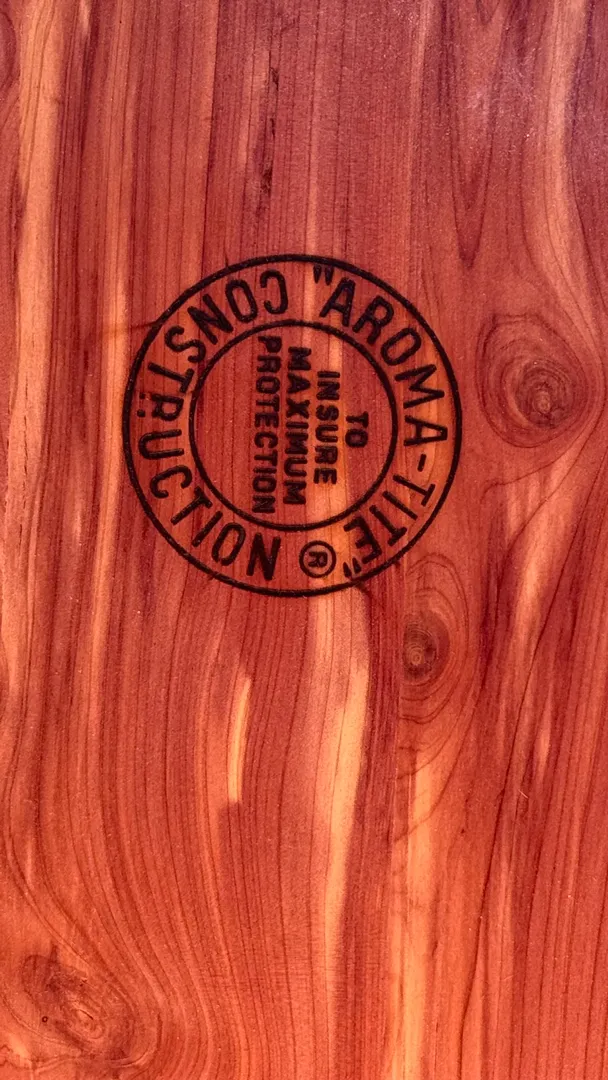 "AROMA-TITE" ®
CONSTRUCTION
TO
INSURE
MAXIMUM
PROTECTION